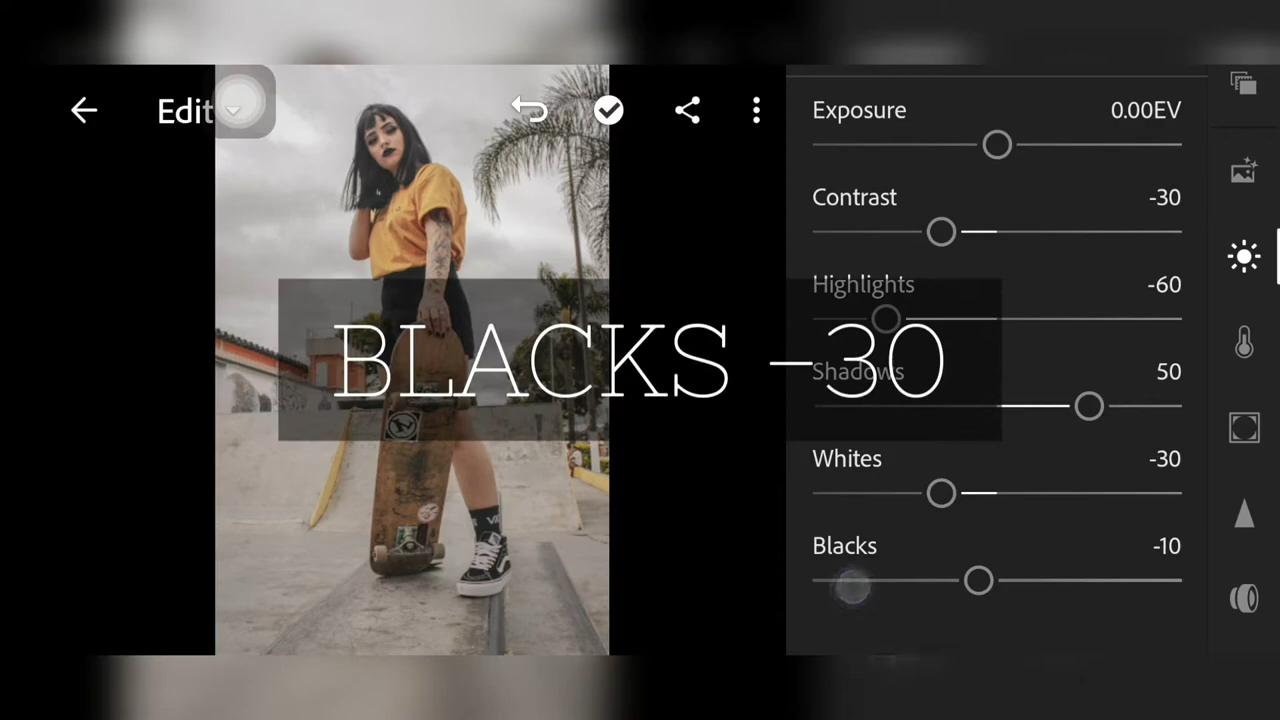 Edit
Exposure 0.00EV
Contrast -30
Highlights -60
BLACKS -30
Shadows 50
Whites -30
Blacks -10